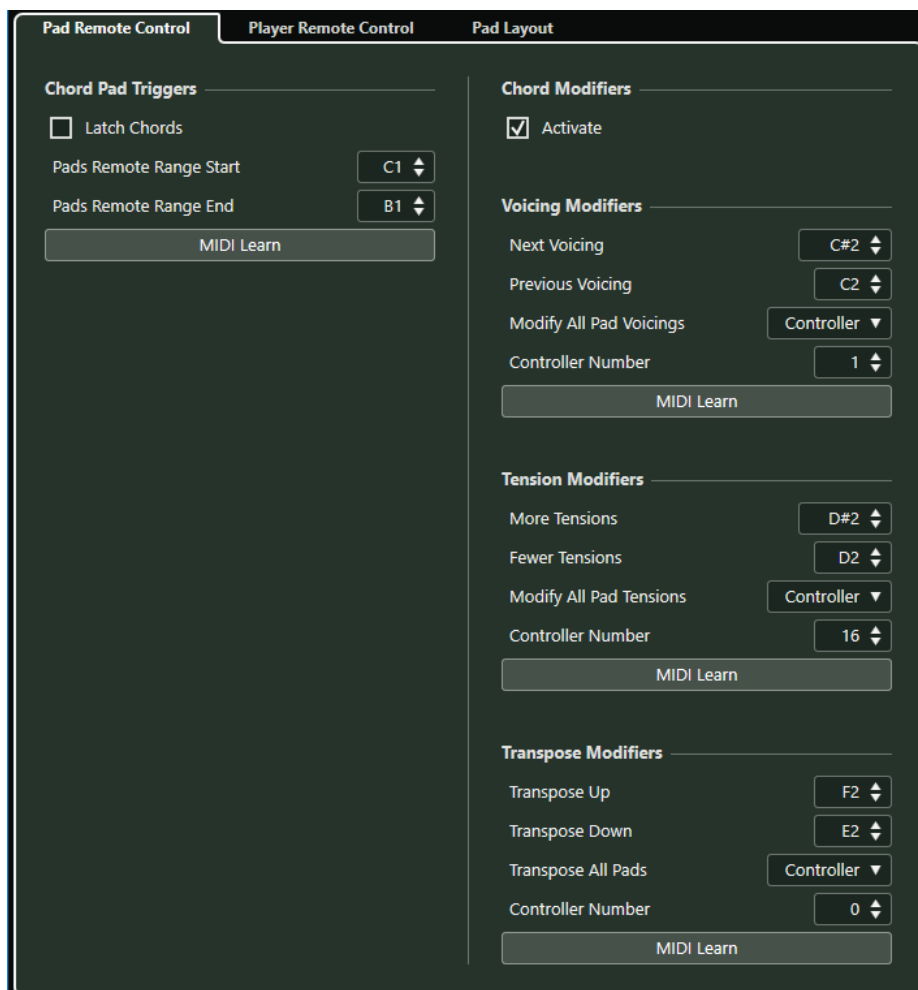 Pad Remote Control Player Remote Control Pad Layout
Chord Pad Triggers
Latch Chords
Pads Remote Range Start C1
Pads Remote Range End B1
MIDI Learn
Chord Modifiers
Activate
Voicing Modifiers
Next Voicing C#2
Previous Voicing C2
Modify All Pad Voicings Controller
Controller Number 1
MIDI Learn
Tension Modifiers
More Tensions D#2
Fewer Tensions D2
Modify All Pad Tensions Controller
Controller Number 16
MIDI Learn
Transpose Modifiers
Transpose Up F2
Transpose Down E2
Transpose All Pads Controller
Controller Number 0
MIDI Learn